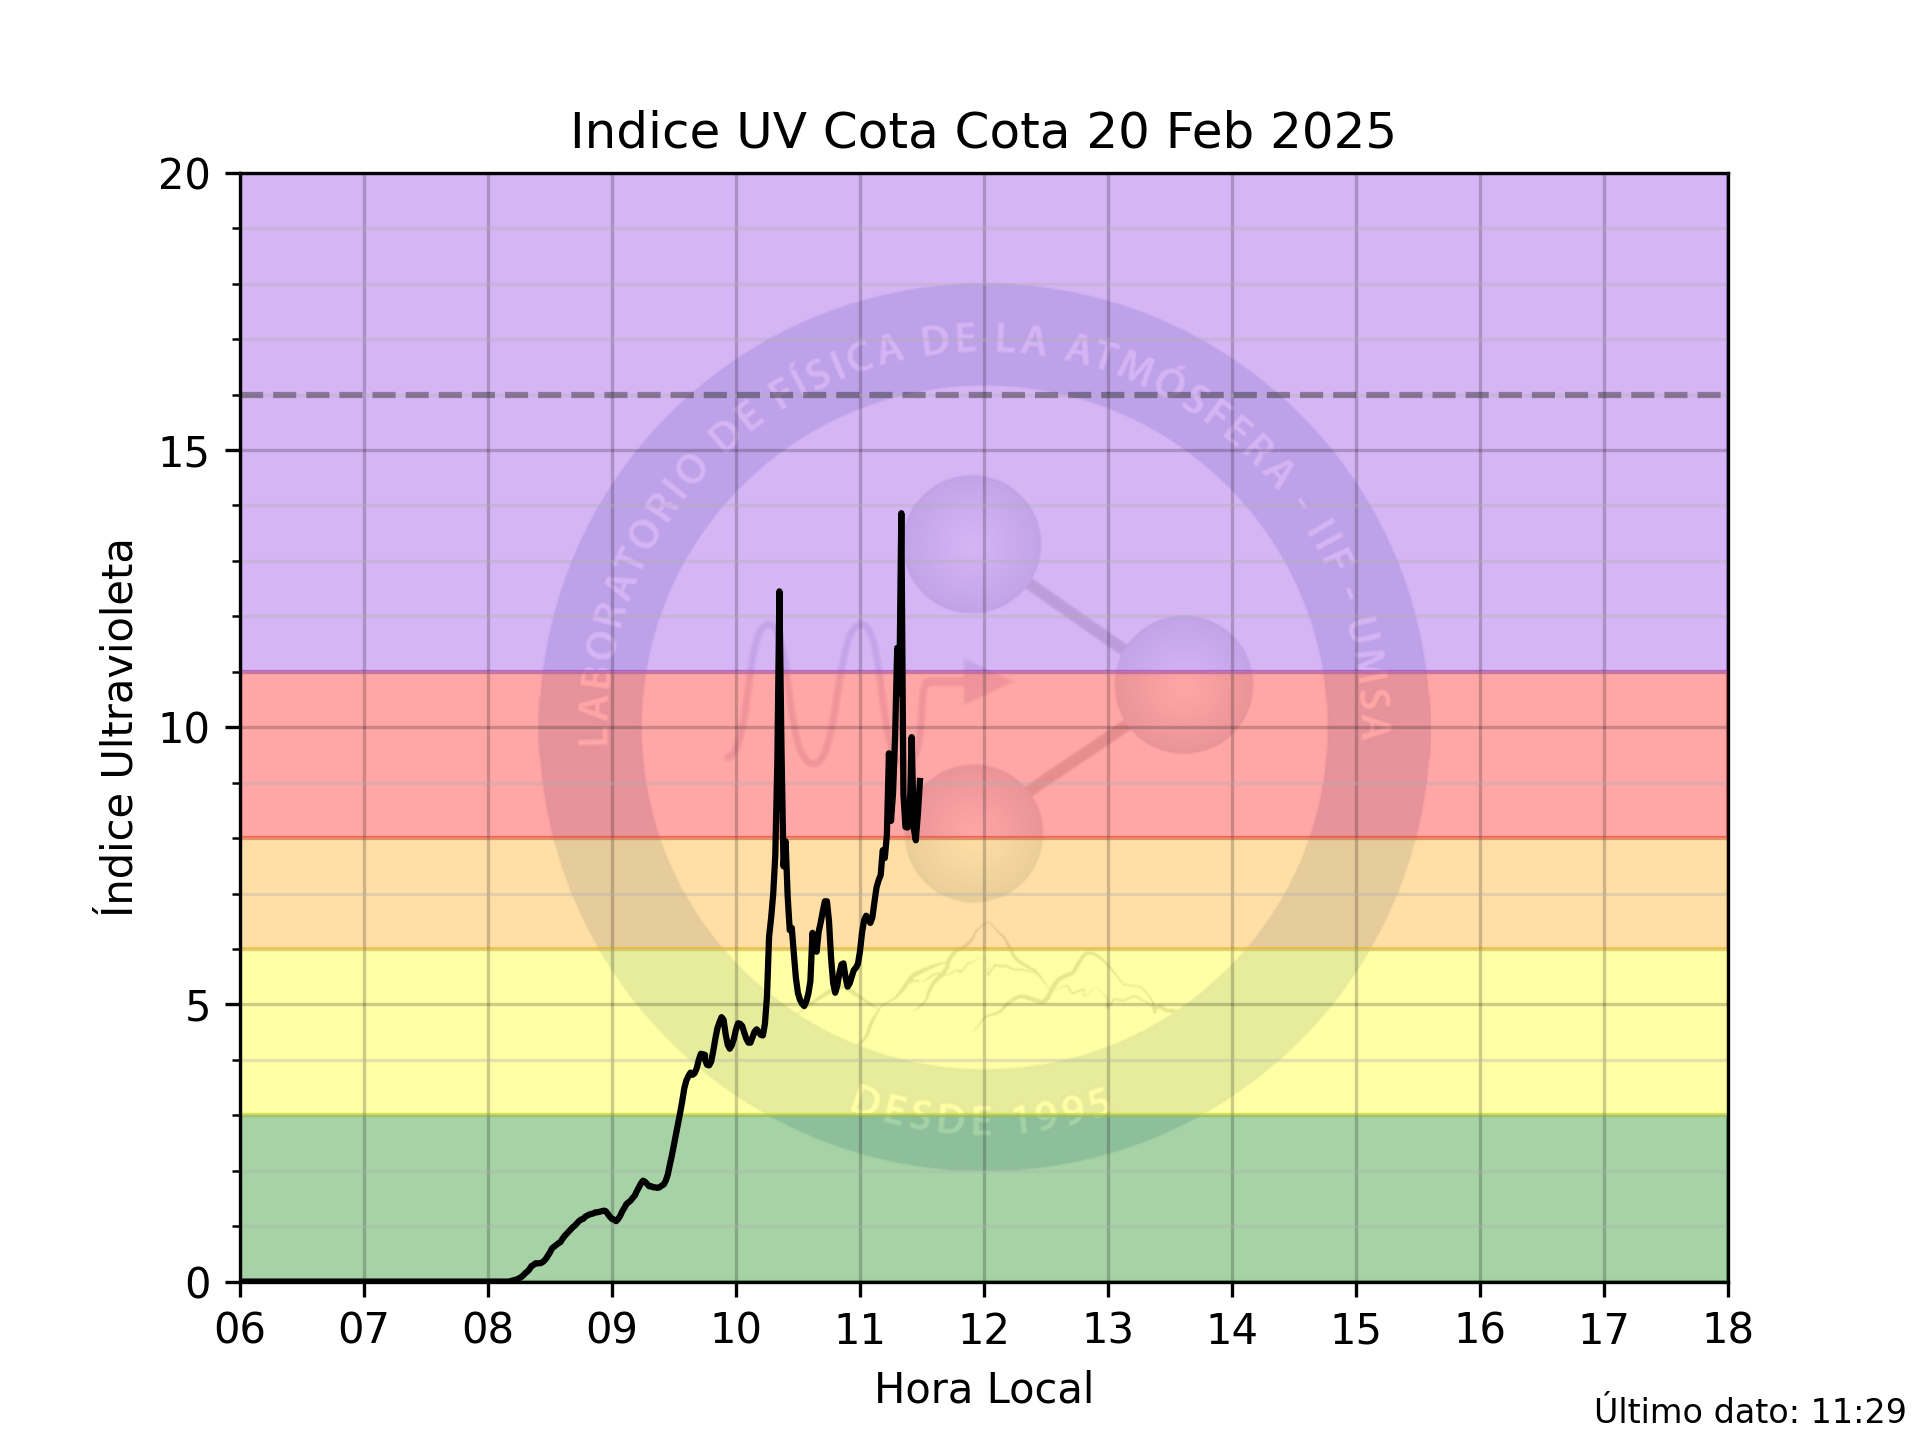 Indice UV Cota Cota 20 Feb 2025
20
15
10
5
0
Índice Ultravioleta
LABORATORIO DE FÍSICA DE LA ATMÓSFERA - IIF - UMSA
DESDE 1995
06 07 08 09 10 11 12 13 14 15 16 17 18
Hora Local
Último dato: 11:29